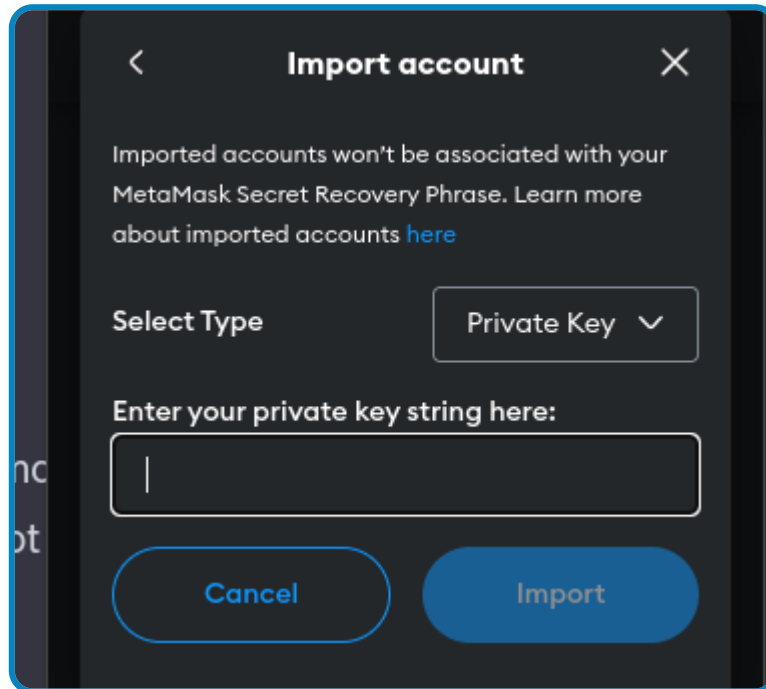 Import account
Imported accounts won't be associated with your
MetaMask Secret Recovery Phrase. Learn more
about imported accounts here
Select Type
Private Key
Enter your private key string here:
Cancel
Import